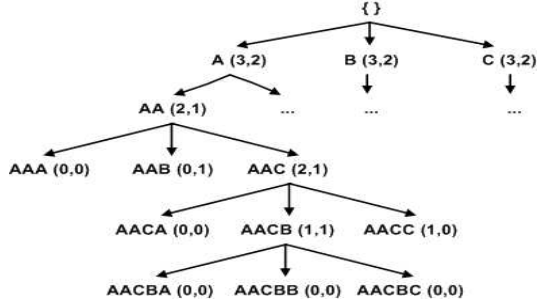 { }
A (3,2) B (3,2) C (3,2)
AA (2,1) ... ... ...
AAA (0,0) AAB (0,1) AAC (2,1)
AACA (0,0) AACB (1,1) AACC (1,0)
AACBA (0,0) AACBB (0,0) AACBC (0,0)